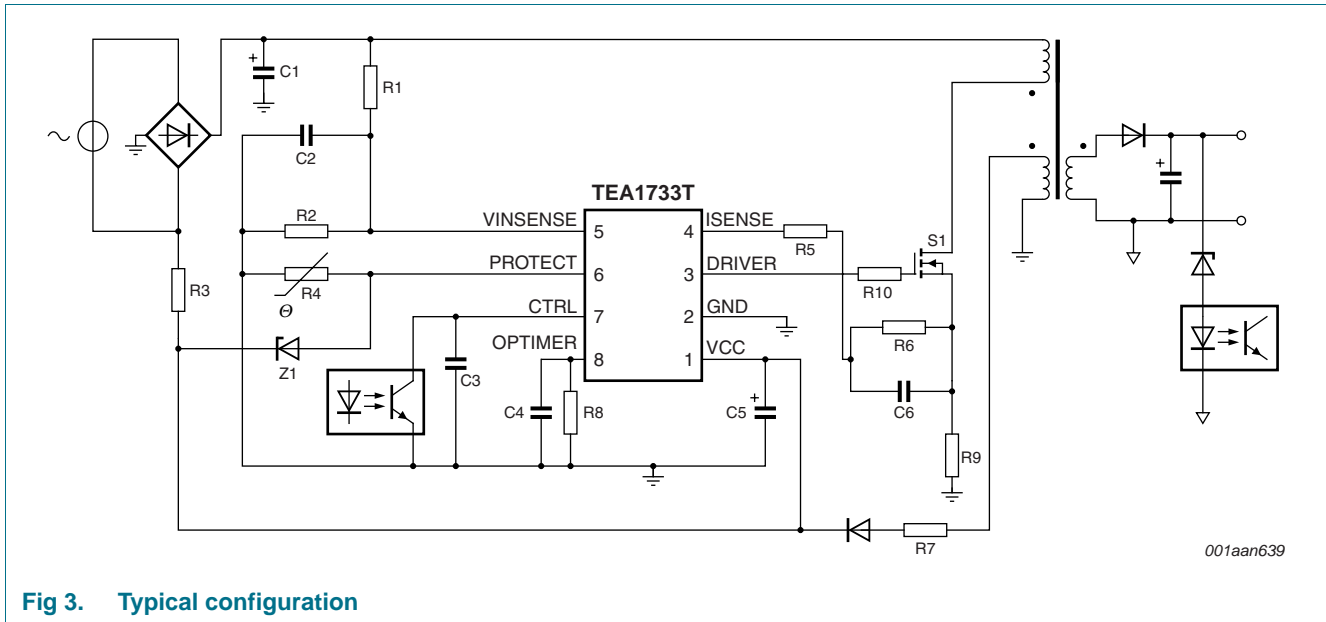 C1
R1
C2
TEA1733T
R2
VINSENSE
5
4
ISENSE
R5
S1
PROTECT
6
3
DRIVER
R10
R3
R4
Θ
CTRL
7
2
GND
R6
Z1
OPTIMER
8
1
VCC
C3
C4
R8
C5
C6
R9
R7
001aan639
Fig 3. Typical configuration